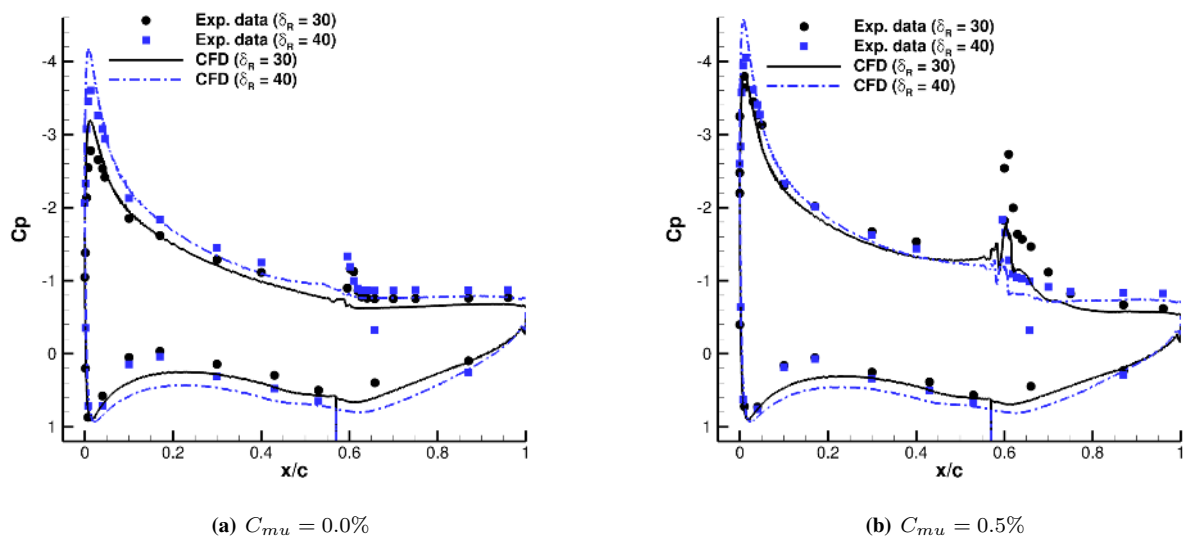 Exp. data (δR = 30)
Exp. data (δR = 40)
CFD (δR = 30)
CFD (δR = 40)
-4
-3
-2
-1
0
1
Cp
0
0.2
0.4
0.6
0.8
1
x/c
(a) Cmu = 0.0%
Exp. data (δR = 30)
Exp. data (δR = 40)
CFD (δR = 30)
CFD (δR = 40)
-4
-3
-2
-1
0
1
Cp
0
0.2
0.4
0.6
0.8
1
x/c
(b) Cmu = 0.5%